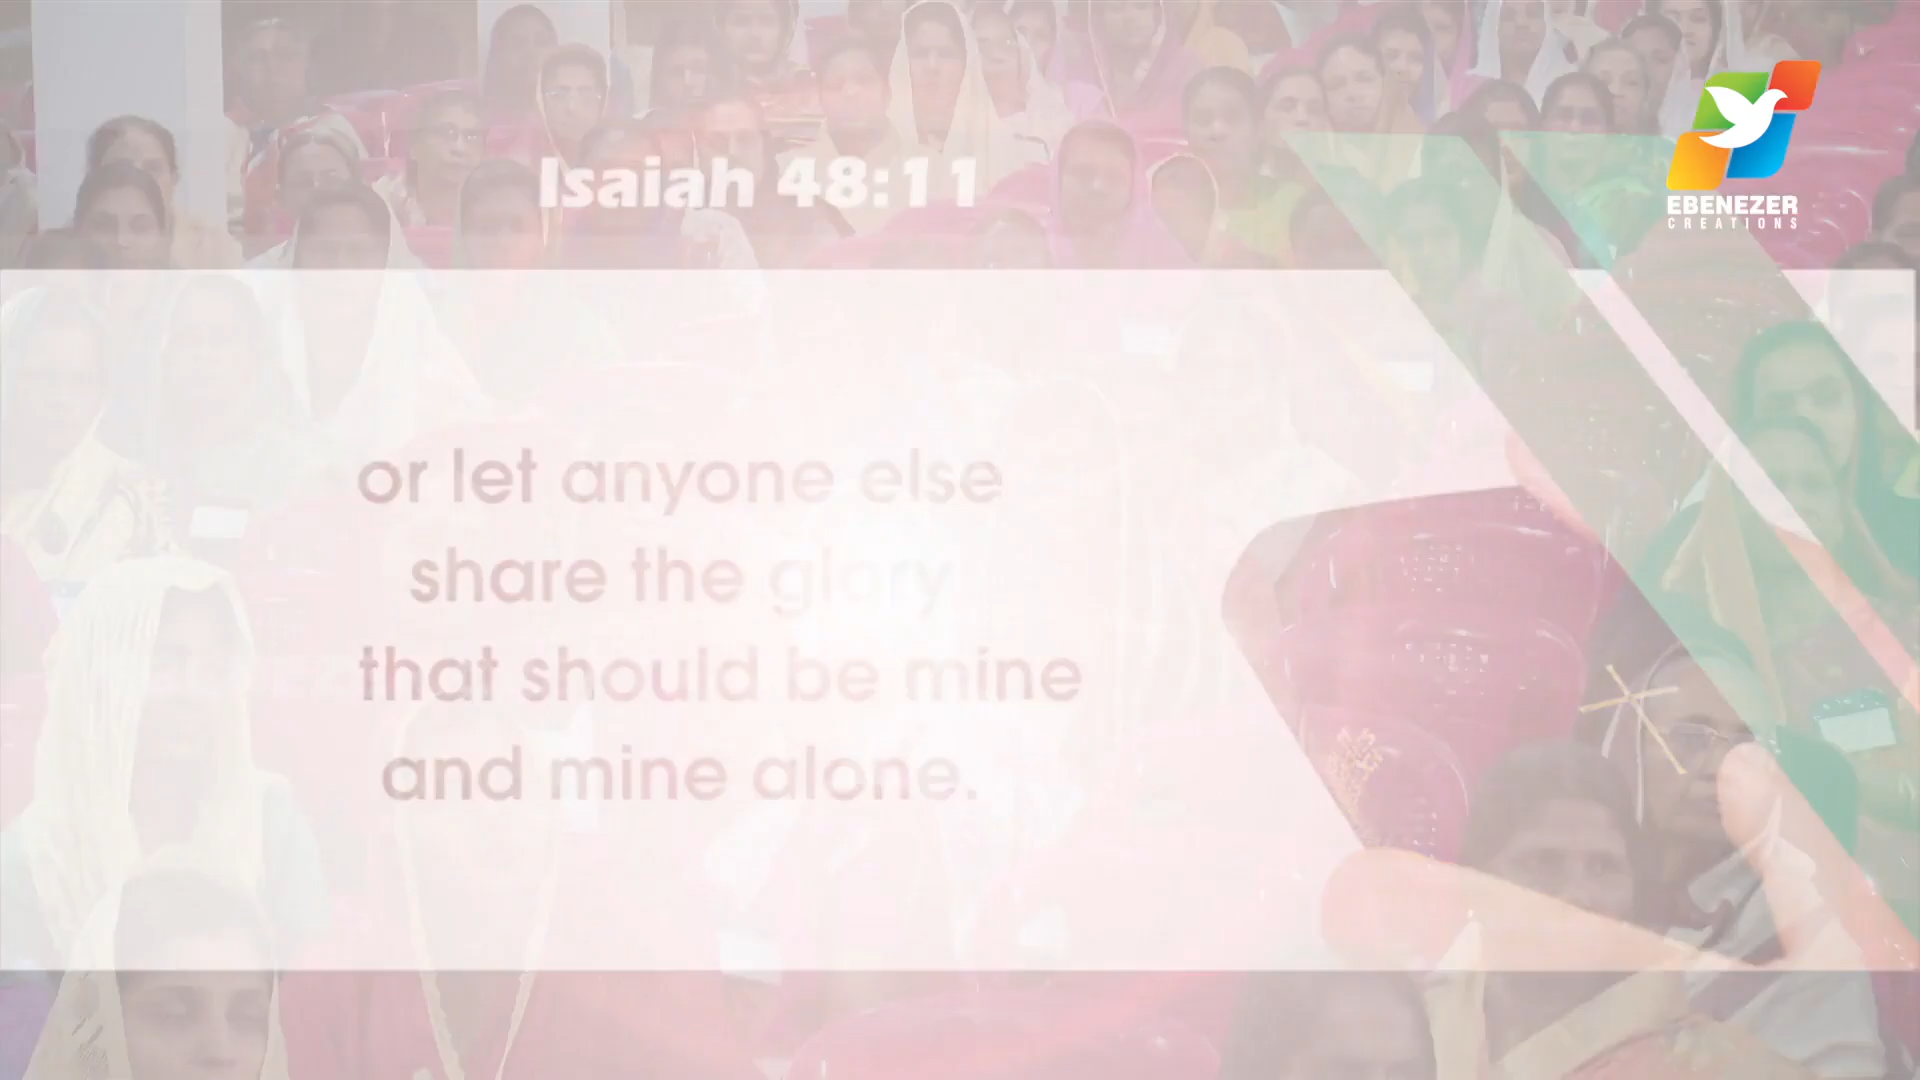 Isaiah 48:11
EBENEZER
CREATIONS
or let anyone else
share the glory
that should be mine
and mine alone.